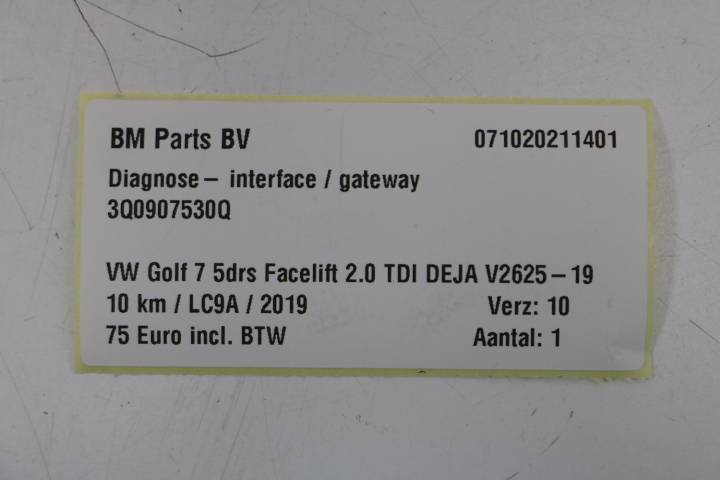 BM Parts BV 071020211401
Diagnose- interface / gateway
3Q0907530Q
VW Golf 7 5drs Facelift 2.0 TDI DEJA V2625-19
10 km / LC9A / 2019 Verz: 10
75 Euro incl. BTW Aantal: 1